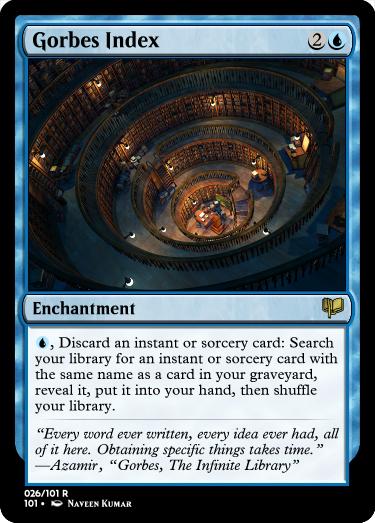 Gorbes Index 2
Enchantment
, Discard an instant or sorcery card: Search
your library for an instant or sorcery card with
the same name as a card in your graveyard,
reveal it, put it into your hand, then shuffle
your library.
“Every word ever written, every idea ever had, all
of it here. Obtaining specific things takes time.”
—Azamir, “Gorbes, The Infinite Library”
026/101 R
101 • Naveen Kumar